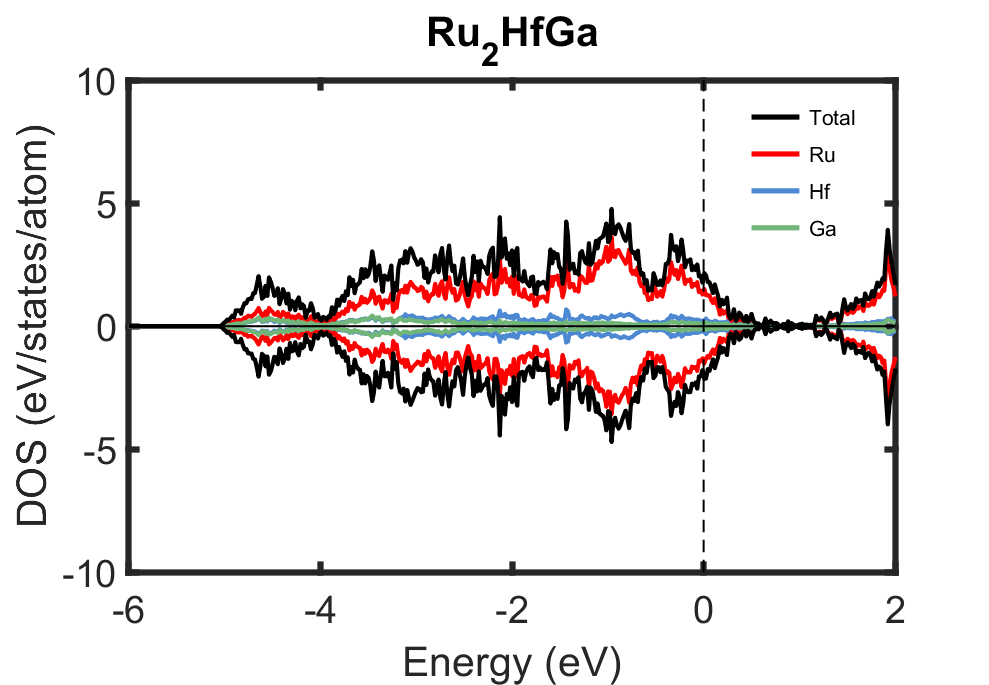 Ru2HfGa
10
5
0
-5
-10
DOS (eV/states/atom)
Total
Ru
Hf
Ga
-6 -4 -2 0 2
Energy (eV)